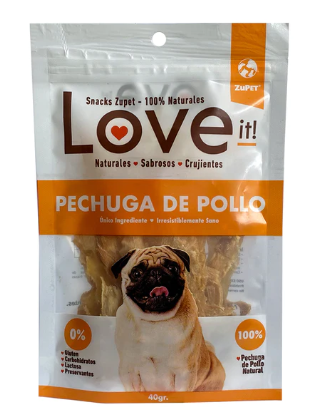 ZUPET
Snacks Zupet - 100% Naturales
Love it!
Naturales ♥ Sabrosos ♥ Crujientes
PECHUGA DE POLLO
Único Ingrediente ♥ Irresistiblemente Sano
0%
Gluten
Carbohidratos
Lactosa
Preservantes
100%
Pechuga
de Pollo
Natural
40gr.